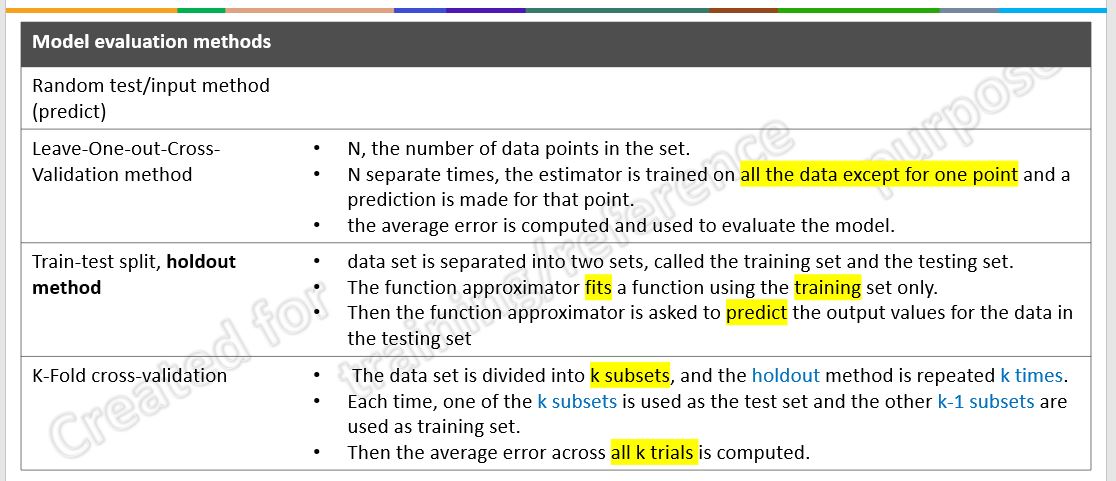 Model evaluation methods
Random test/input method
(predict)
Leave-One-out-Cross-
Validation method
• N, the number of data points in the set.
• N separate times, the estimator is trained on all the data except for one point and a
prediction is made for that point.
• the average error is computed and used to evaluate the model.
Train-test split, holdout
method
• data set is separated into two sets, called the training set and the testing set.
• The function approximator fits a function using the training set only.
• Then the function approximator is asked to predict the output values for the data in
the testing set
K-Fold cross-validation
• The data set is divided into k subsets, and the holdout method is repeated k times.
• Each time, one of the k subsets is used as the test set and the other k-1 subsets are
used as training set.
• Then the average error across all k trials is computed.
Created for
training/reference
purpose